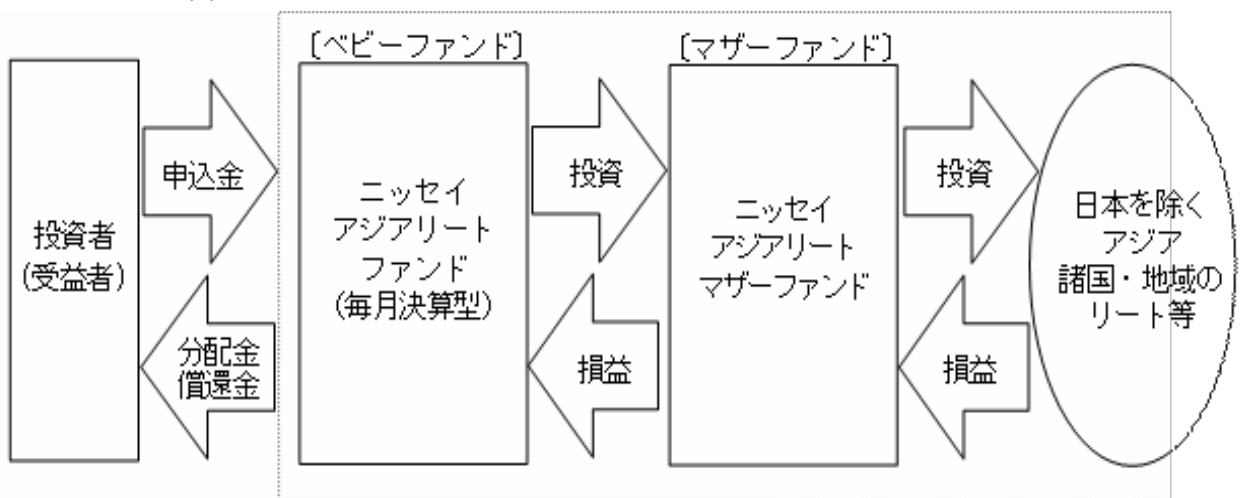 〔ベビーファンド〕
〔マザーファンド〕
投資者
(受益者)
申込金
分配金
償還金
ニッセイ
アジアリート
ファンド
(毎月決算型)
投資
損益
ニッセイ
アジアリート
マザーファンド
投資
損益
日本を除く
アジア
諸国・地域の
リート等